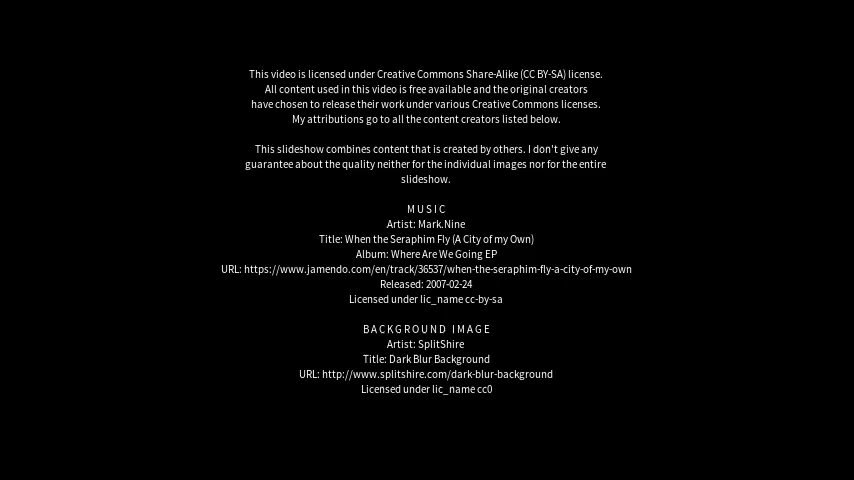 This video is licensed under Creative Commons Share-Alike (CC BY-SA) license.
All content used in this video is free available and the original creators
have chosen to release their work under various Creative Commons licenses.
My attributions go to all the content creators listed below.
This slideshow combines content that is created by others. I don't give any
guarantee about the quality neither for the individual images nor for the entire
slideshow.
MUSIC
Artist: Mark.Nine
Title: When the Seraphim Fly (A City of my Own)
Album: Where Are We Going EP
URL: https://www.jamendo.com/en/track/36537/when-the-seraphim-fly-a-city-of-my-own
Released: 2007-02-24
Licensed under lic_name cc-by-sa
BACKGROUND IMAGE
Artist: SplitShire
Title: Dark Blur Background
URL: http://www.splitshire.com/dark-blur-background
Licensed under lic_name cc0